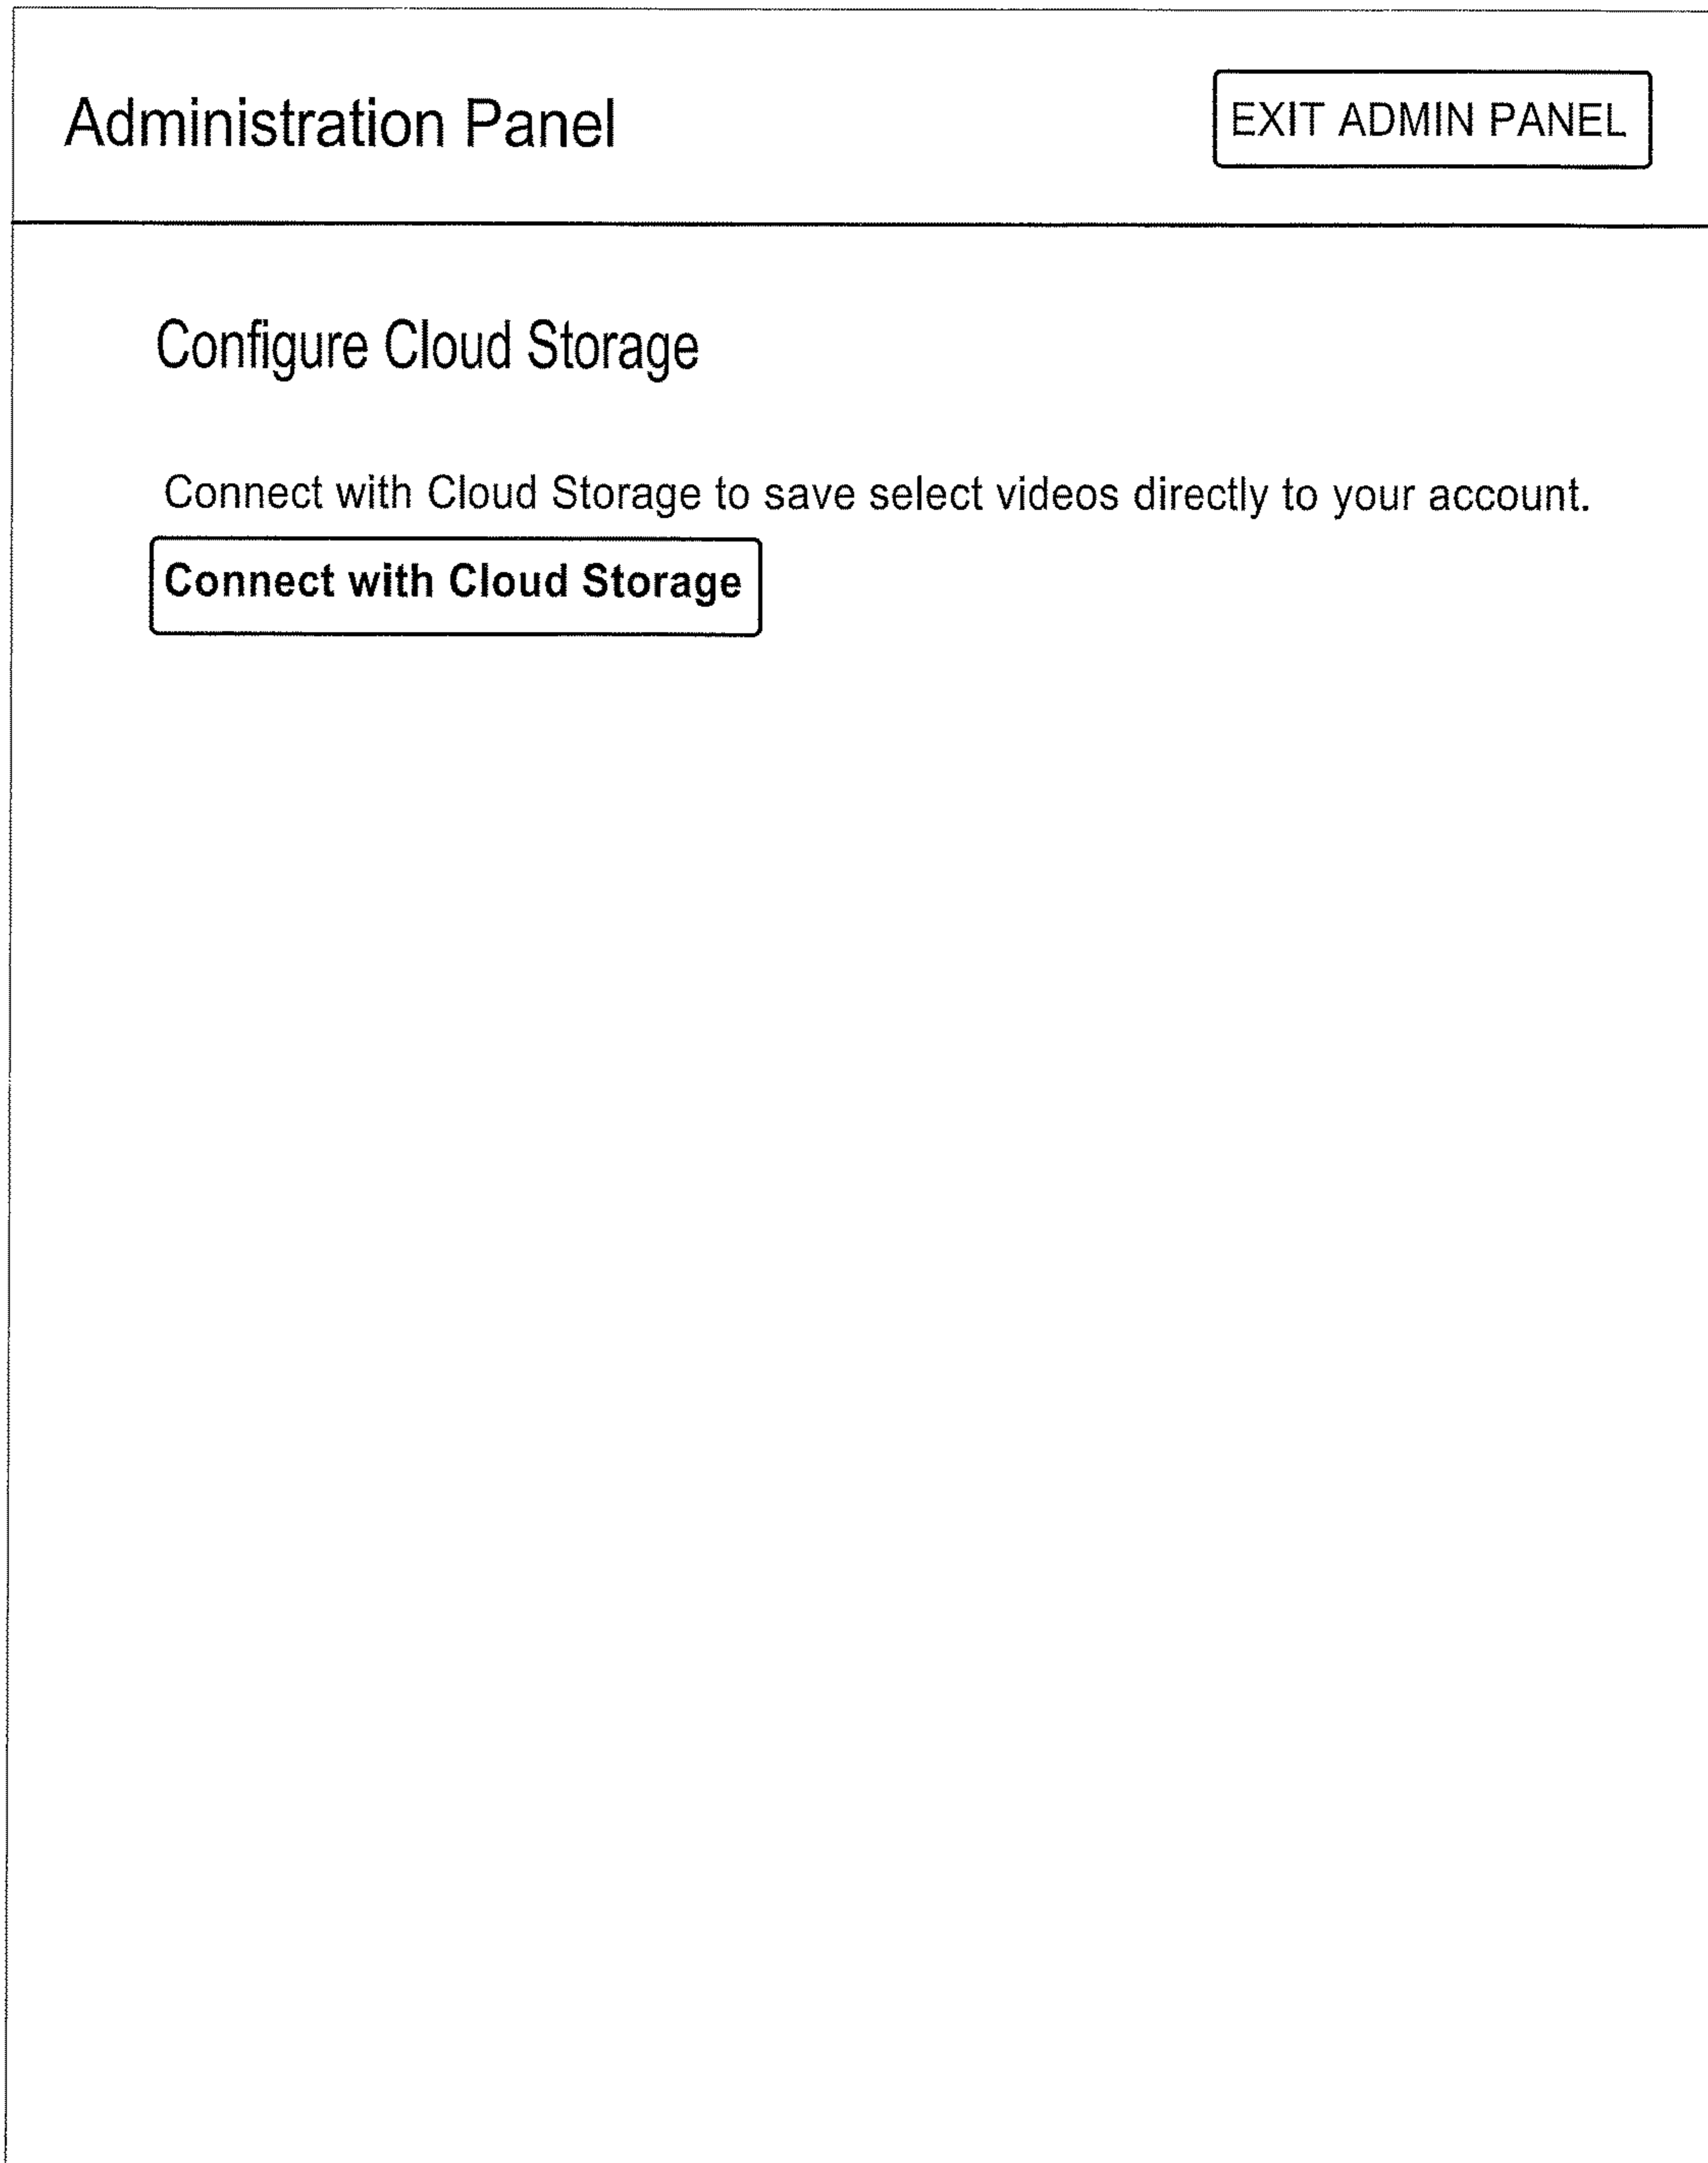 Administration Panel
EXIT ADMIN PANEL
Configure Cloud Storage
Connect with Cloud Storage to save select videos directly to your account.
Connect with Cloud Storage